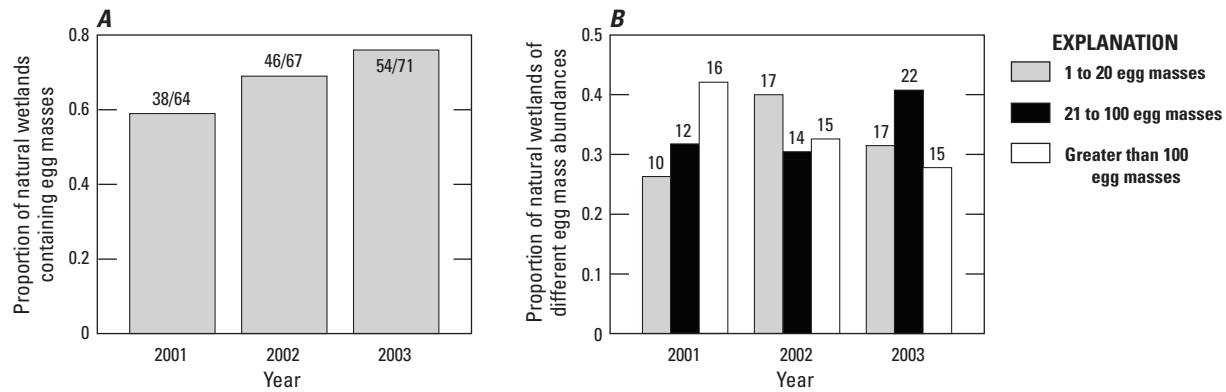 A
Proportion of natural wetlands
containing egg masses
0.8
0.6
0.4
0.2
0
38/64
46/67
54/71
2001
2002
2003
Year
B
Proportion of natural wetlands of
different egg mass abundances
0.5
0.4
0.3
0.2
0.1
0
10
12
16
17
14
15
17
22
15
2001
2002
2003
Year
EXPLANATION
1 to 20 egg masses
21 to 100 egg masses
Greater than 100
egg masses